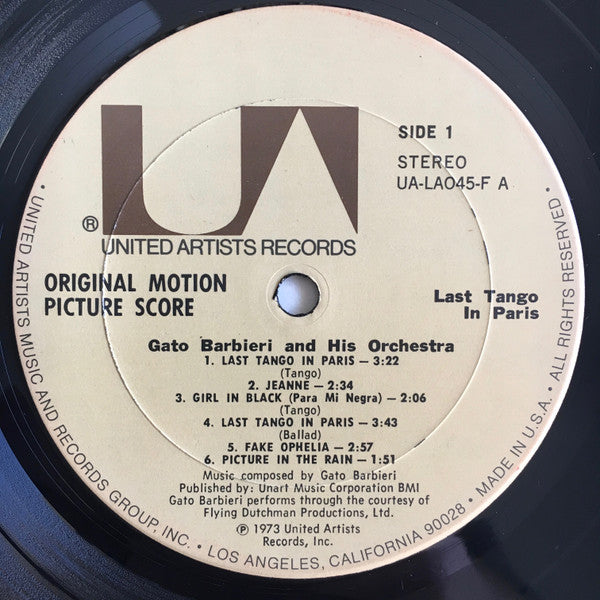 UA
®
UNITED ARTISTS RECORDS
SIDE 1
STEREO
UA-LA045-F A
ORIGINAL MOTION
PICTURE SCORE
Last Tango
In Paris
Gato Barbieri and His Orchestra
1. LAST TANGO IN PARIS — 3:22
(Tango)
2. JEANNE — 2:34
3. GIRL IN BLACK (Para Mi Negra) — 2:06
(Tango)
4. LAST TANGO IN PARIS — 3:43
(Ballad)
5. FAKE OPHELIA — 2:57
6. PICTURE IN THE RAIN — 1:51
Music composed by Gato Barbieri
Published by: Unart Music Corporation BMI
Gato Barbieri performs through the courtesy of
Flying Dutchman Productions, Ltd.
℗ 1973 United Artists
Records, Inc.
• UNITED ARTISTS MUSIC AND RECORDS GROUP, INC. • LOS ANGELES, CALIFORNIA 90028 • MADE IN U.S.A. • ALL RIGHTS RESERVED •